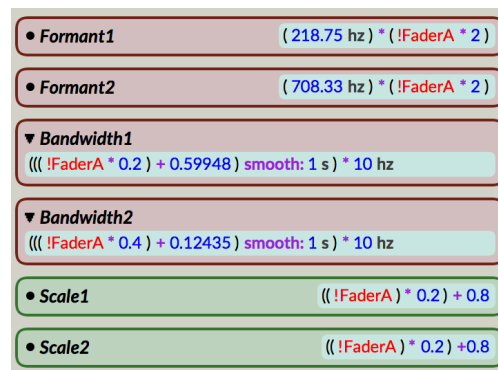 Formant1 ( 218.75 hz ) * ( !FaderA * 2 )
Formant2 ( 708.33 hz ) * ( !FaderA * 2 )
Bandwidth1
((( !FaderA * 0.2 ) + 0.59948 ) smooth: 1 s ) * 10 hz
Bandwidth2
((( !FaderA * 0.4 ) + 0.12435 ) smooth: 1 s ) * 10 hz
Scale1 (( !FaderA ) * 0.2 ) + 0.8
Scale2 (( !FaderA ) * 0.2 ) +0.8